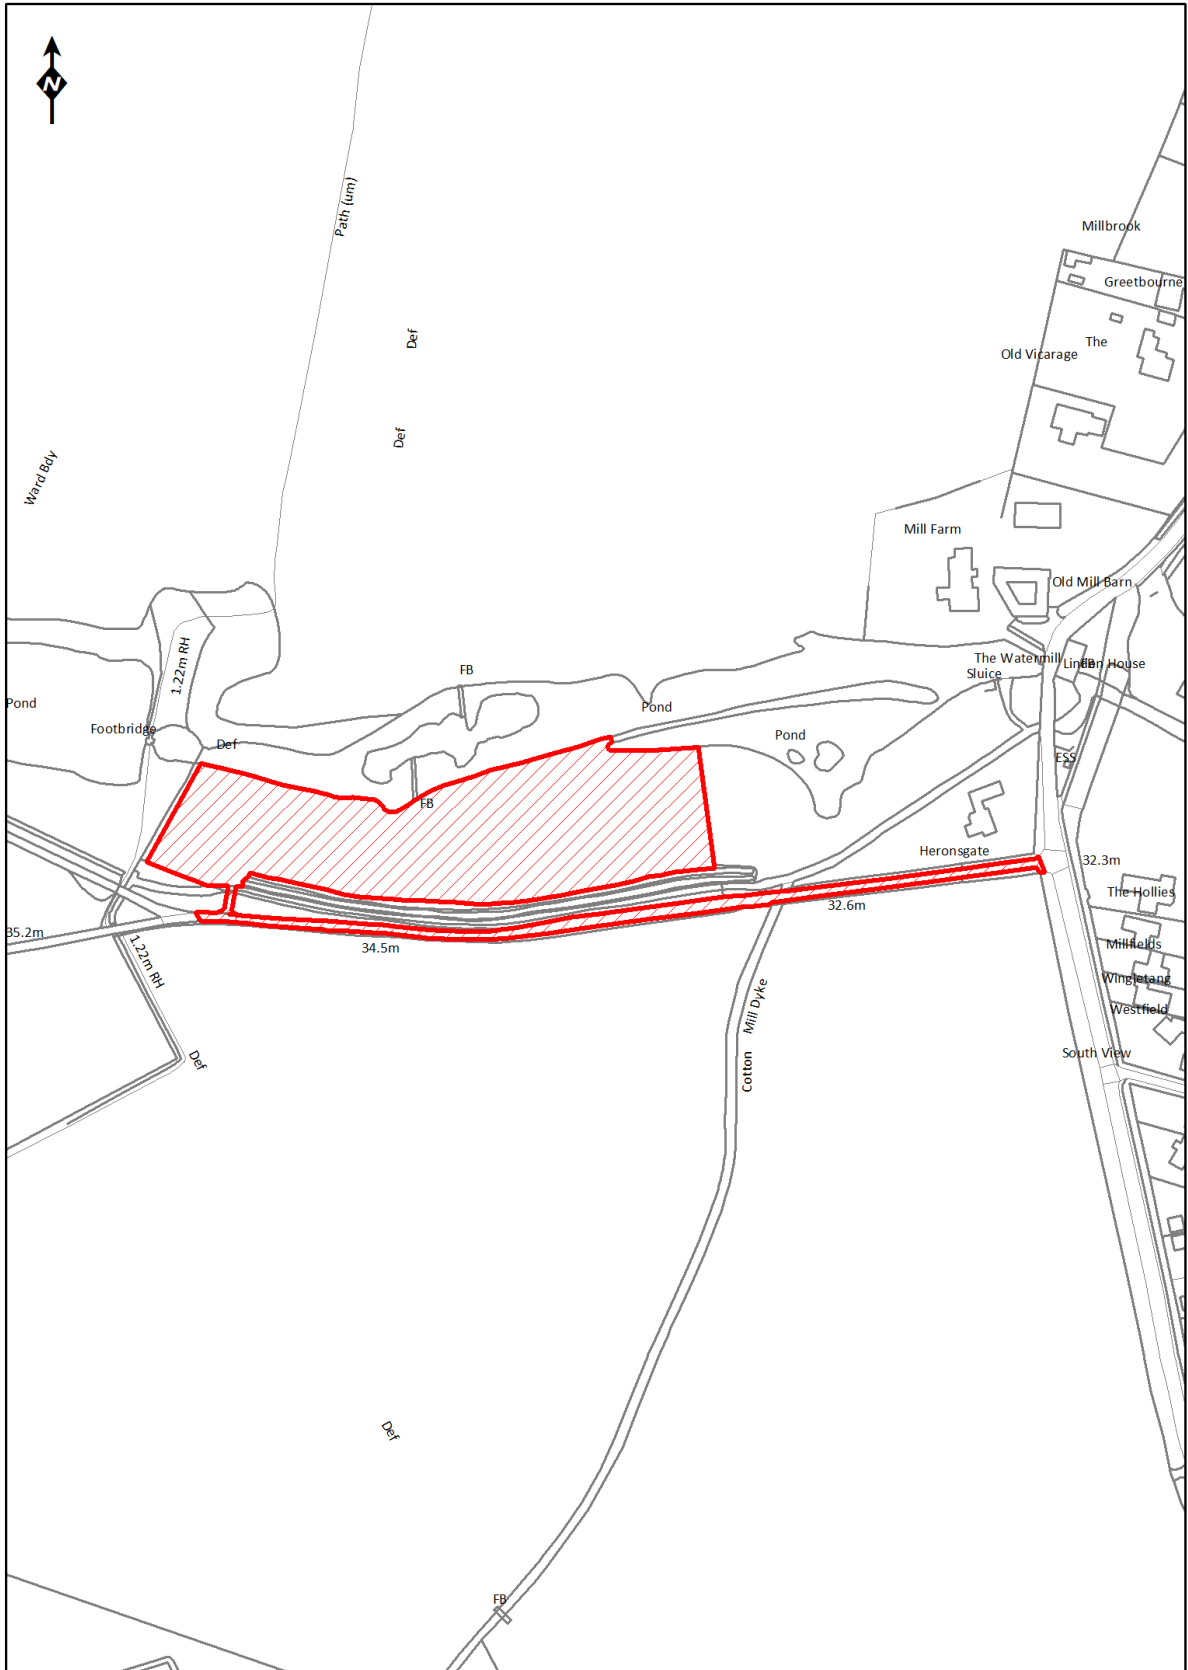 N
Path (um)
Millbrook
Greetbourne
Def
The
Old Vicarage
Def
Ward Bdy
Mill Farm
Old Mill Barn
1.22m RH
FB
The Watermill
Sluice
House
Pond
Pond
Footbridge
Def
Pond
ESS
FB
Heronsgate
32.3m
The Hollies
32.6m
35.2m
34.5m
1.22m RH
Millfields
Wingletang
Westfield
Mill Dyke
Cotton
Def
South View
Def
FB